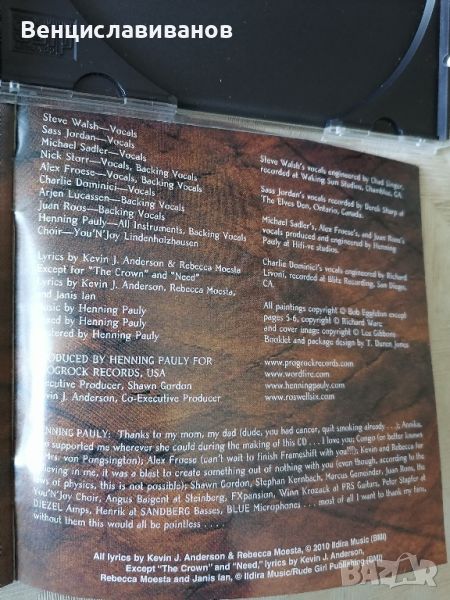 Венциславиванов
Steve Walsh—Vocals
Sass Jordan—Vocals
Michael Sadler—Vocals
Nick Storr—Vocals, Backing Vocals
Alex Froese—Vocals, Backing Vocals
Charlie Dominici—Vocals
Arjen Lucassen—Backing Vocals
Juan Roos—Backing Vocals
Henning Pauly—All Instruments, Backing Vocals
Choir—You'N'Joy Lindenholzhausen
Lyrics by Kevin J. Anderson & Rebecca Moesta
Except for "The Crown" and "Need"
Lyrics by Kevin J. Anderson, Rebecca Moesta,
and Janis Ian
Music by Henning Pauly
by Henning Pauly
by Henning Pauly
PRODUCED BY HENNING PAULY FOR
PROGROCK RECORDS, USA
Executive Producer, Shawn Gordon
Kevin J. Anderson, Co-Executive Producer
Steve Walsh's vocals engineered by Chad Singer,
recorded at Waking Sun Studios, Chamblee, GA.
Sass Jordan's vocals recorded by Derek Sharp at
The Elves Den, Ontario, Canada.
Michael Sadler's, Alex Froese's, and Juan Roos's
vocals produced and engineered by Henning
Pauly at Hifi-ve studios.
Charlie Dominici's vocals engineered by Richard
Livoni, recorded at Blitz Recording, San Diego,
CA.
All paintings copyright © Bob Eggleton except
pages 5-6, copyright © Richard Ware
and cover image copyright © Lee Gibbons
Booklet and package design by T. Duren Jones
www.progrockrecords.com
www.wordfire.com
www.henningpauly.com
www.roswellsix.com
HENNING PAULY: Thanks to my mom, my dad (dude, you had cancer, quit smoking already . . .); Annika,
supported me wherever she could during the making of this CD . . . I love you; Congo (or better known
von Pongsington); Alex Froese (can't wait to finish Frameshift with you!!!); Kevin and Rebecca for
believing in me, it was a blast to create something out of nothing with you (even though, according to the
laws of physics, this is not possible); Shawn Gordon, Stephan Kernbach, Marcus Gemeinder, Juan Roos, the
You'N'Joy Choir, Angus Baigent at Steinberg, FXpansion, Winn Krozack at PRS Guitars, Peter Stapfer at
DIEZEL Amps, Henrik at SANDBERG Basses, BLUE Microphones . . . most of all I want to thank my fans,
without them this would all be pointless . . . .
All lyrics by Kevin J. Anderson & Rebecca Moesta, © 2010 Ildira Music (BMI)
Except "The Crown" and "Need," lyrics by Kevin J. Anderson,
Rebecca Moesta and Janis Ian, © Ildira Music/Rude Girl Publishing (BMI)
BAZAR